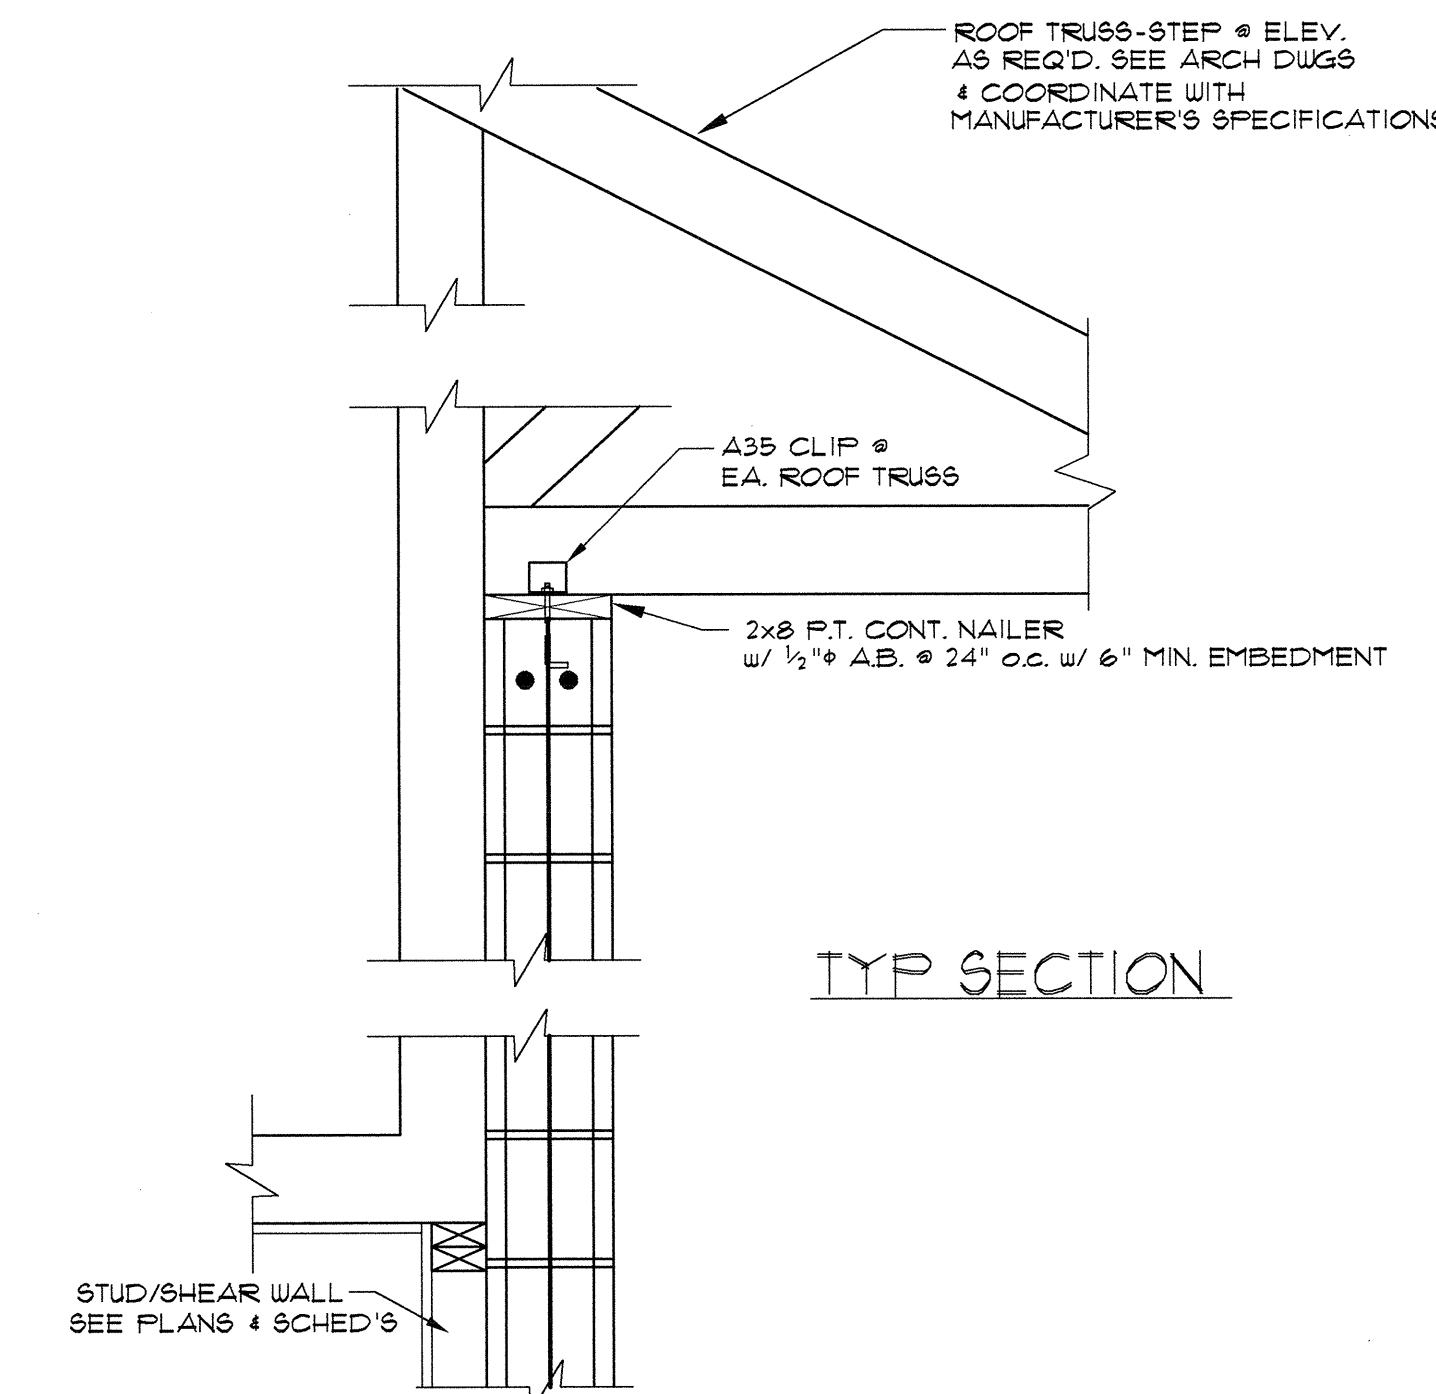 ROOF TRUSS-STEP @ ELEV.
AS REQ'D. SEE ARCH DWGS
& COORDINATE WITH
MANUFACTURER'S SPECIFICATIONS
A35 CLIP @
EA. ROOF TRUSS
2x8 P.T. CONT. NAILER
w/ ½"ϕ A.B. @ 24" o.c. w/ 6" MIN. EMBEDMENT
TYP SECTION
STUD/SHEAR WALL
SEE PLANS & SCHED'S